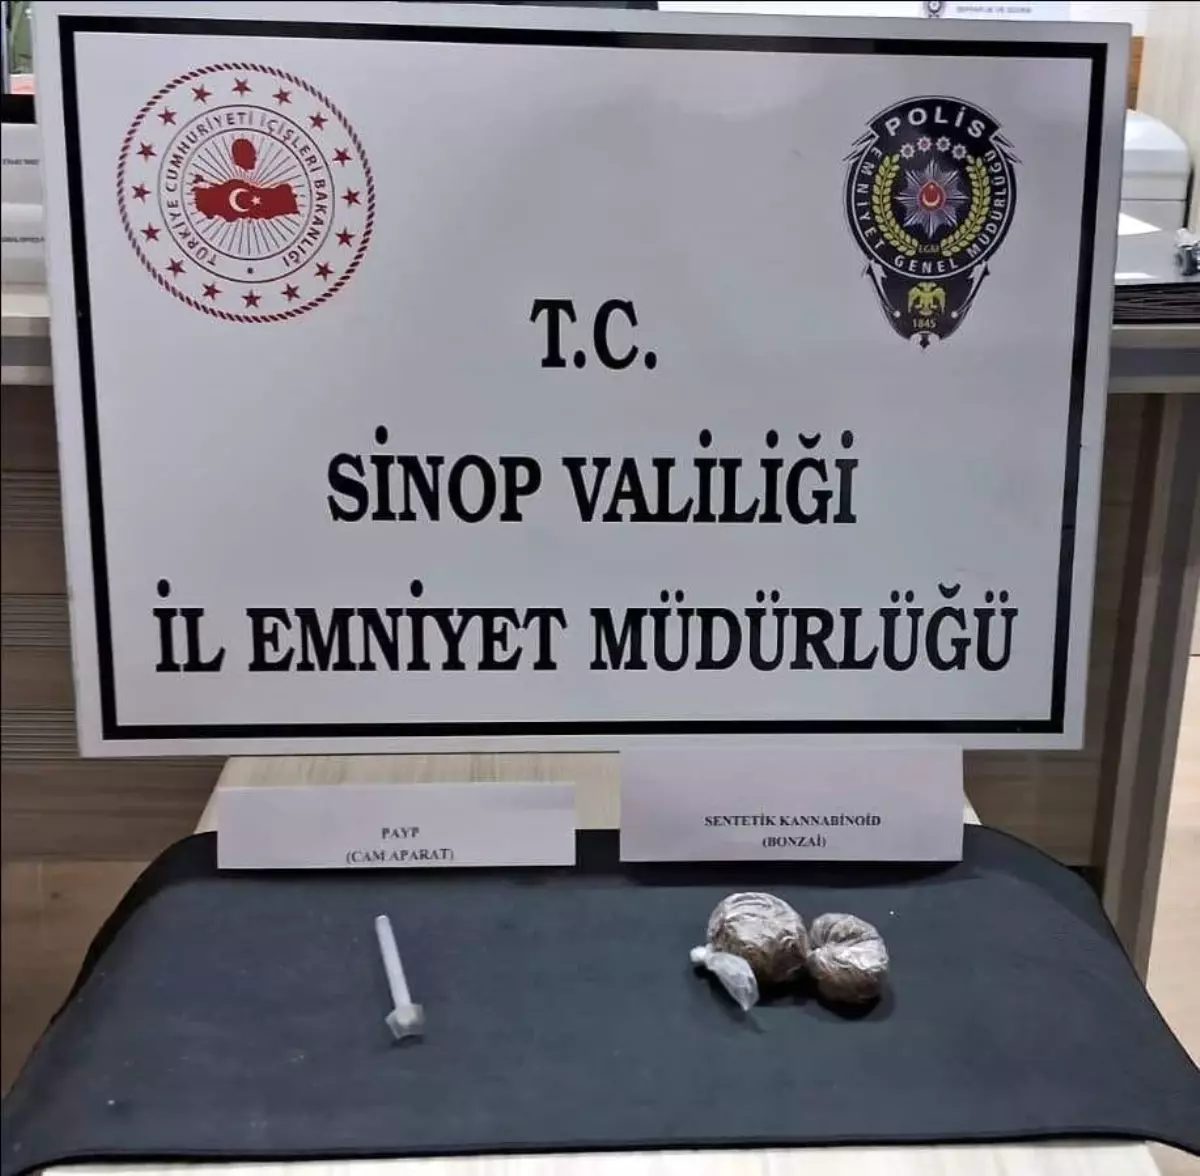 TÜRKİYE CUMHURİYETİ İÇİŞLERİ BAKANLIĞI
POLİS
EMNİYET GENEL MÜDÜRLÜĞÜ
EGM
1845
T.C.
SİNOP VALİLİĞİ
İL EMNİYET MÜDÜRLÜĞÜ
PAYP
(CAM APARAT)
SENTETİK KANNABİNOİD
(BONZAİ)